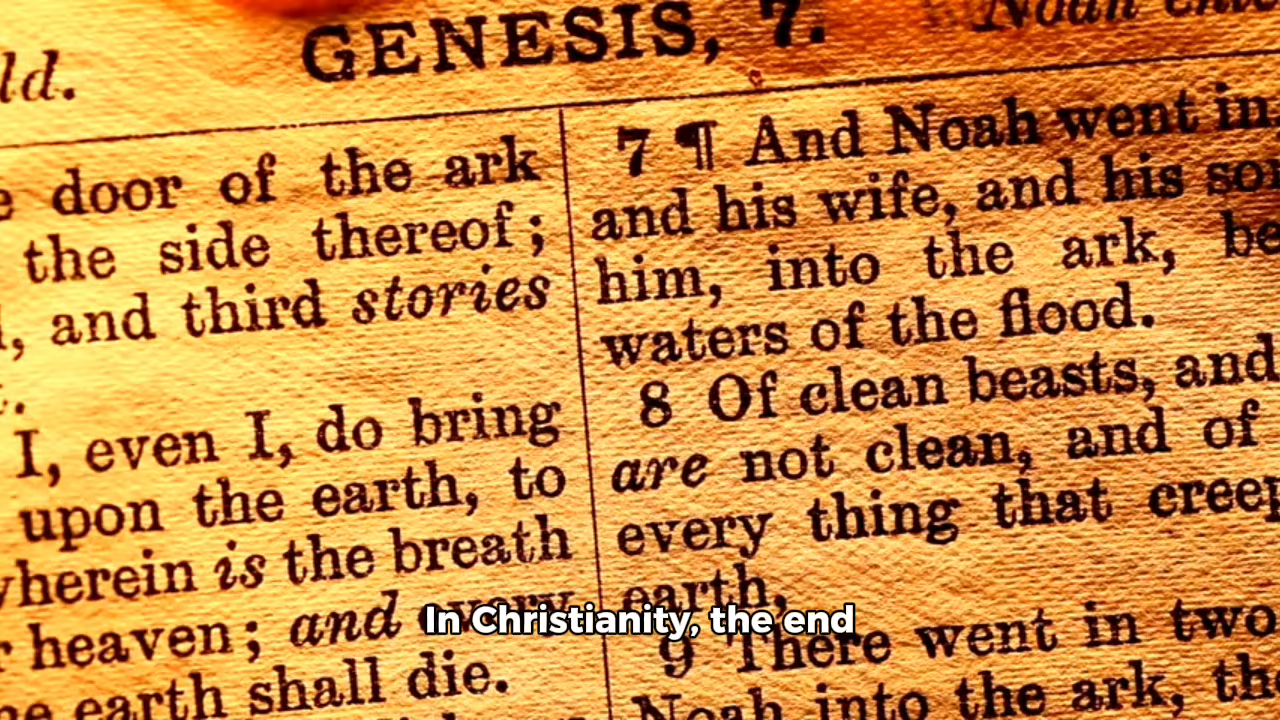 ld.
GENESIS, 7.
door of the ark
the side thereof;
and third stories
I, even I, do bring
upon the earth, to
wherein is the breath
heaven; and every
earth shall die.
7 ¶ And Noah went in
and his wife, and his
him, into the ark,
waters of the flood.
8 Of clean beasts, and
are not clean, and of
every thing that
earth,
9 There went in two
Noah into the ark,
In Christianity, the end